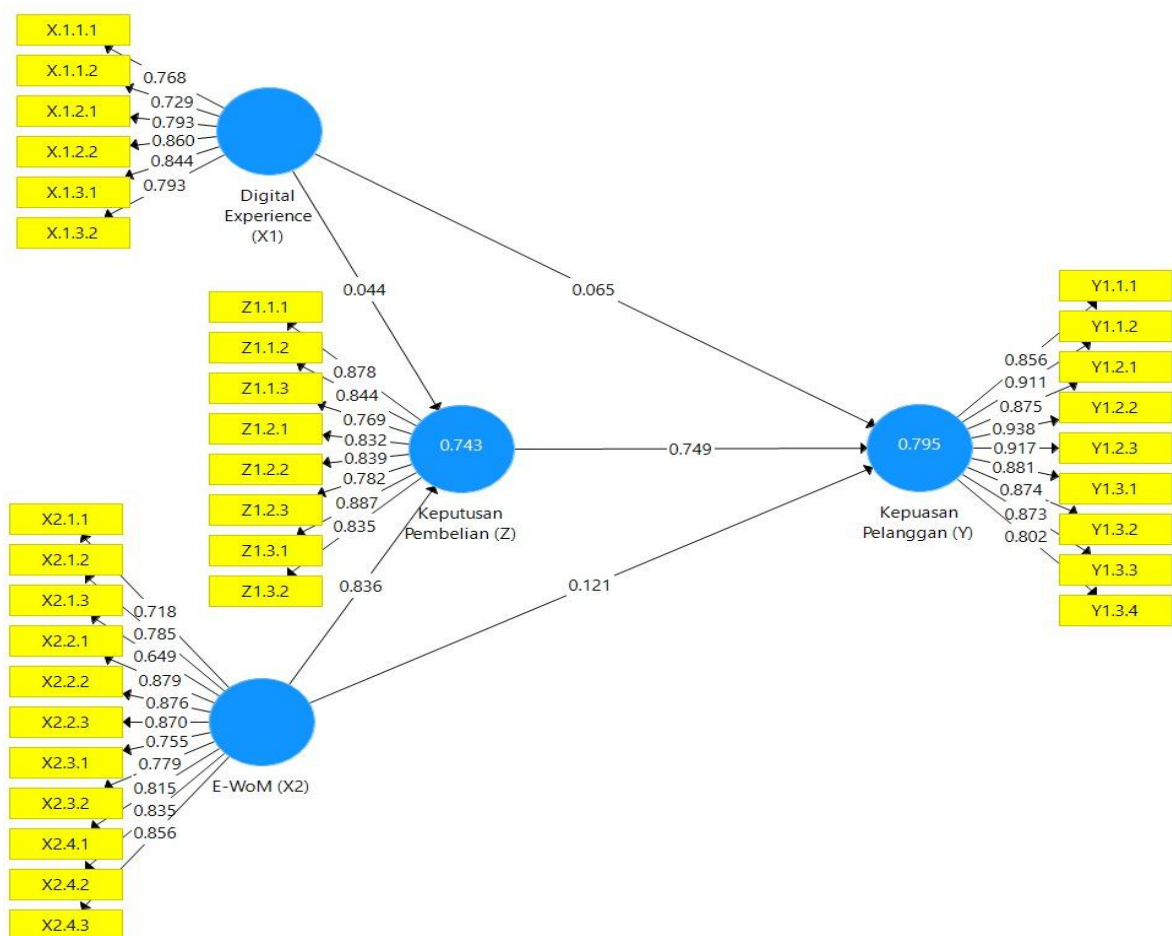 X.1.1.1
X.1.1.2
X.1.2.1
X.1.2.2
X.1.3.1
X.1.3.2
0.768
0.729
0.793
0.860
0.844
0.793
Digital
Experience
(X1)
0.044
0.065
Z1.1.1
Z1.1.2
Z1.1.3
Z1.2.1
Z1.2.2
Z1.2.3
Z1.3.1
Z1.3.2
0.878
0.844
0.769
0.832
0.839
0.782
0.887
0.835
0.743
Keputusan
Pembelian (Z)
0.749
0.795
Kepuasan
Pelanggan (Y)
0.856
0.911
0.875
0.938
0.917
0.881
0.874
0.873
0.802
Y1.1.1
Y1.1.2
Y1.2.1
Y1.2.2
Y1.2.3
Y1.3.1
Y1.3.2
Y1.3.3
Y1.3.4
0.836
0.121
X2.1.1
X2.1.2
X2.1.3
X2.2.1
X2.2.2
X2.2.3
X2.3.1
X2.3.2
X2.4.1
X2.4.2
X2.4.3
0.718
0.785
0.649
0.879
0.876
0.870
0.755
0.779
0.815
0.835
0.856
E-WoM (X2)